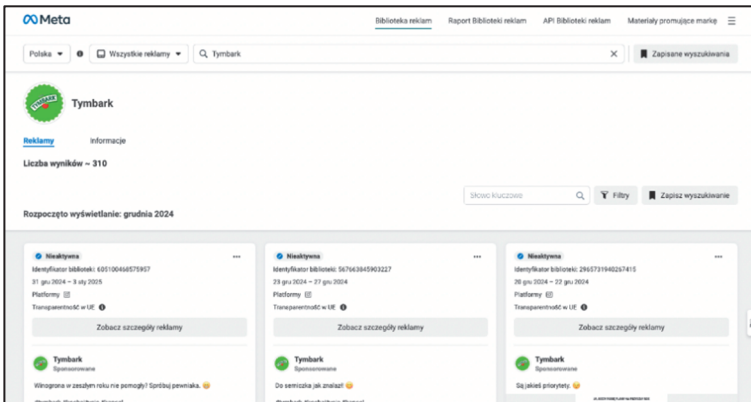 Meta
Biblioteka reklam Raport Biblioteki reklam API Biblioteki reklam Materiały promujące markę
Polska Wszystkie reklamy Tymbark Zapisane wyszukiwania
TYMBARK
Tymbark
Reklamy Informacje
Liczba wyników ~ 310
Słowo kluczowe Filtry Zapisz wyszukiwanie
Rozpoczęto wyświetlanie: grudnia 2024
Nieaktywna
Identyfikator biblioteki: 605100468575957
31 gru 2024 – 3 sty 2025
Platformy
Transparentność w UE
Zobacz szczegóły reklamy
Tymbark
Sponsorowane
Winogrona w zeszłym roku nie pomogły? Spróbuj pewniaka.
Nieaktywna
Identyfikator biblioteki: 567663045903227
23 gru 2024 – 27 gru 2024
Platformy
Transparentność w UE
Zobacz szczegóły reklamy
Tymbark
Sponsorowane
Do semiszka jak znalazł
Nieaktywna
Identyfikator biblioteki: 2965731940267415
20 gru 2024 – 22 gru 2024
Platformy
Transparentność w UE
Zobacz szczegóły reklamy
Tymbark
Sponsorowane
Są jakieś priorytety.